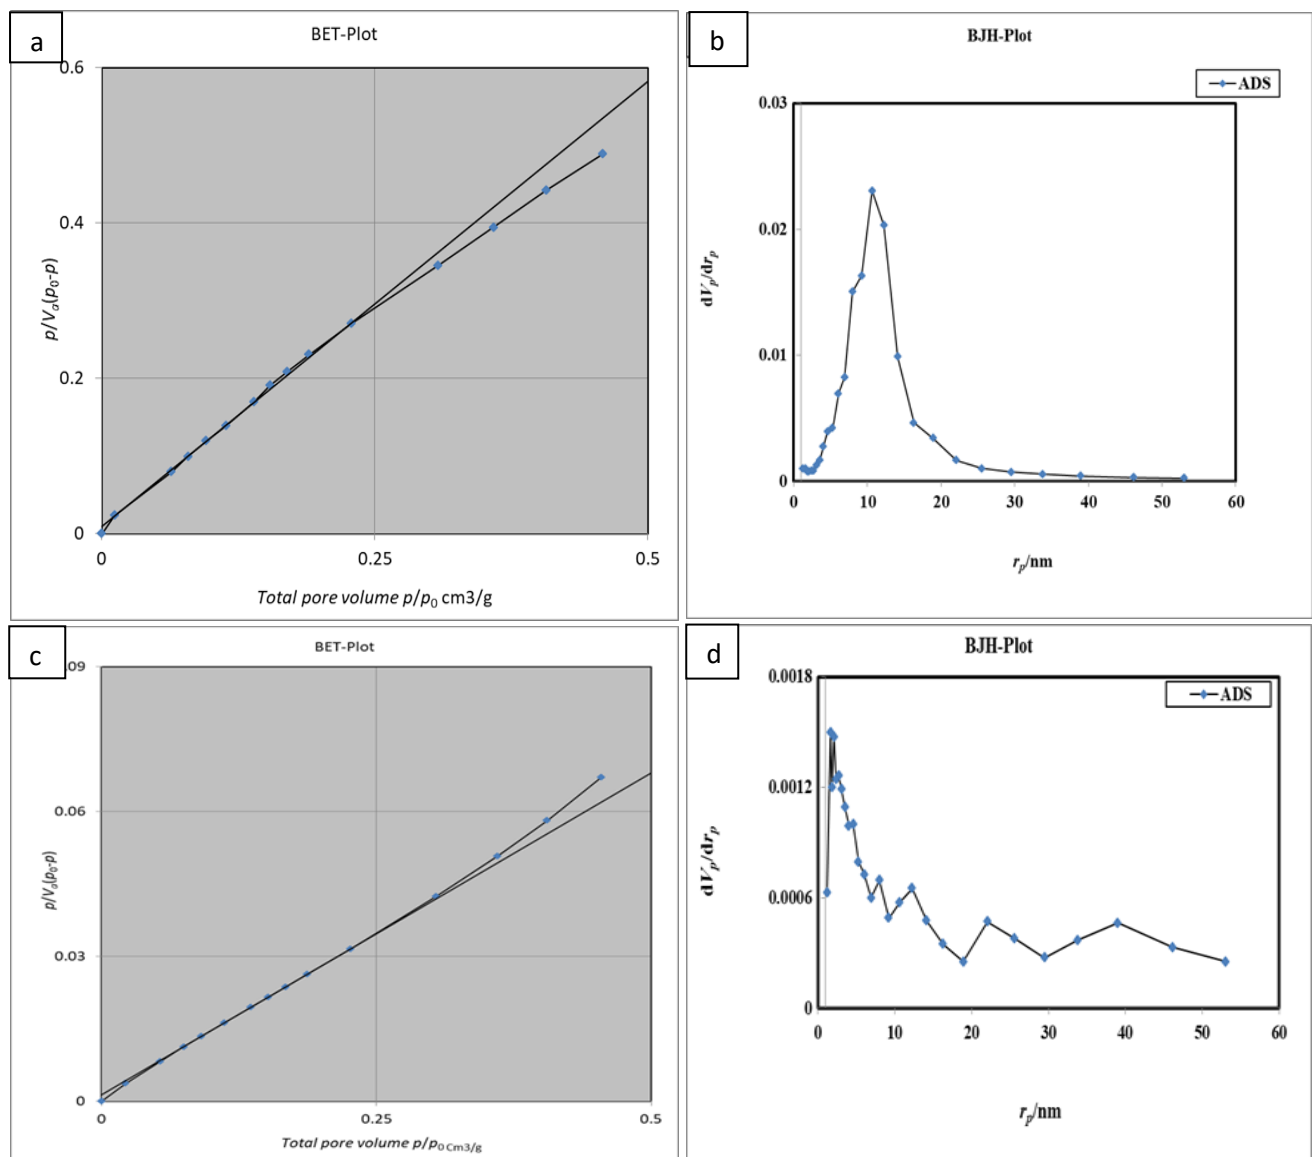 a
BET-Plot
0.6
0.4
0.2
0
p/Va(p0-p)
0
0.25
0.5
Total pore volume p/p0 cm3/g
b
BJH-Plot
ADS
0.03
0.02
0.01
0
dVp/drp
0
10
20
30
40
50
60
rp/nm
c
BET-Plot
.09
0.06
0.03
0
p/Va(p0-p)
0
0.25
0.5
Total pore volume p/p0 Cm3/g
d
BJH-Plot
ADS
0.0018
0.0012
0.0006
0
dVp/drp
0
10
20
30
40
50
60
rp/nm